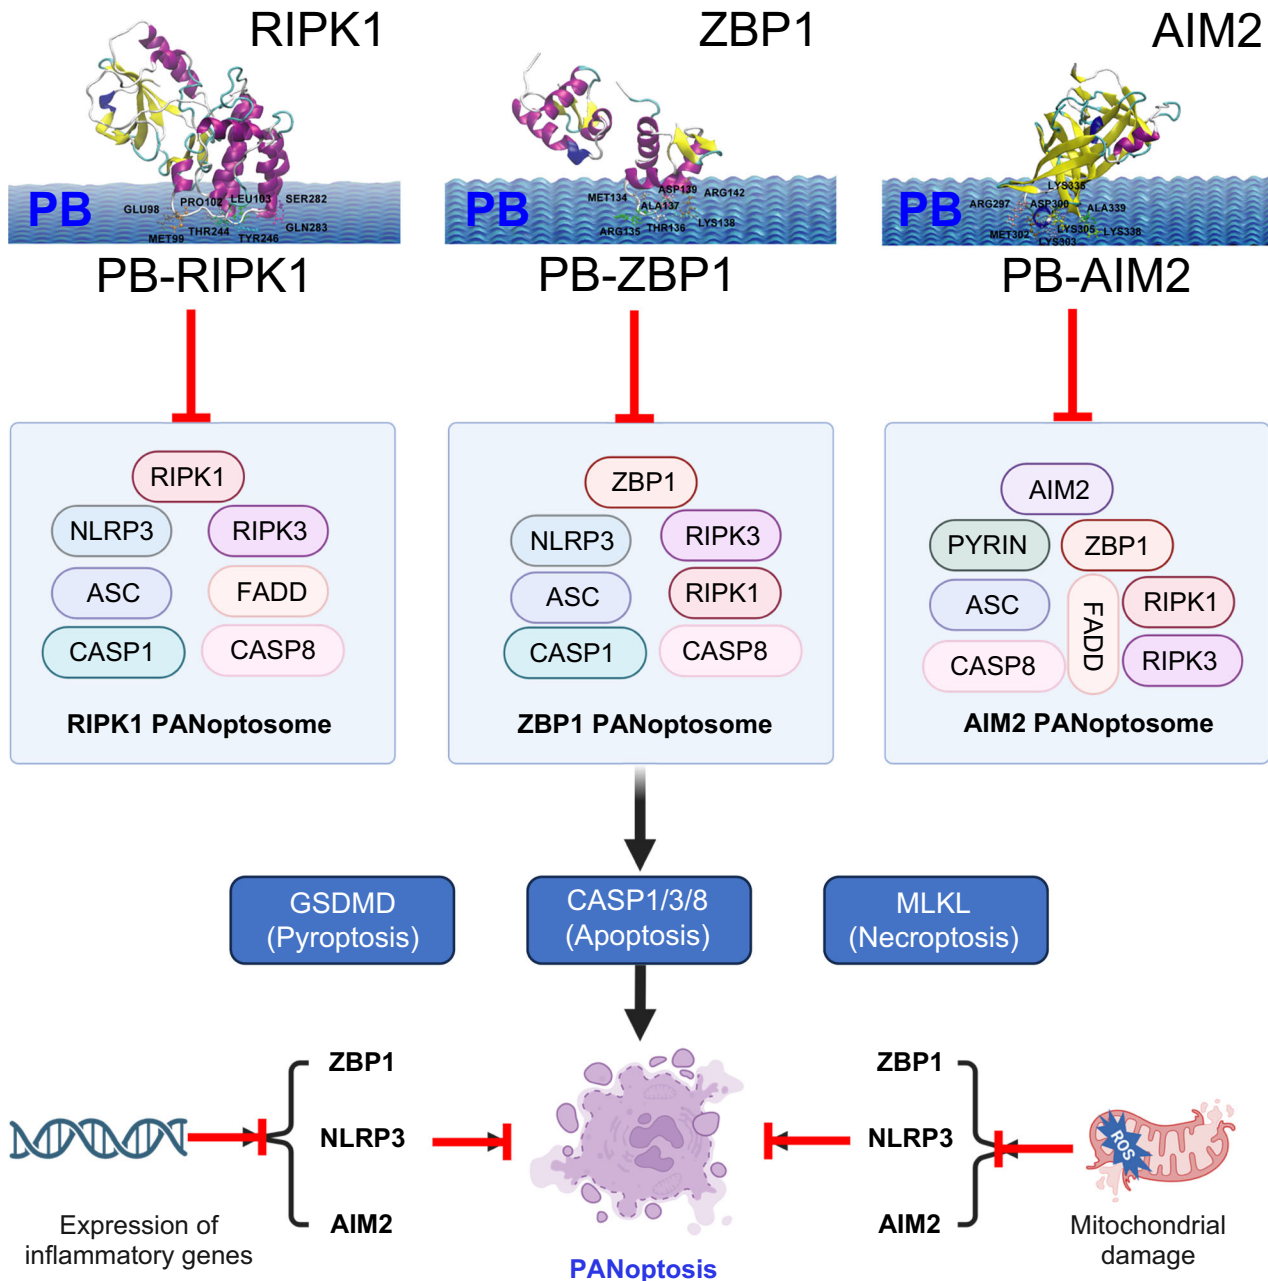 RIPK1
ZBP1
AIM2
PB
GLU98
PRO102
LEU103
SER282
MET99
THR244
TYR246
GLN283
PB
MET134
ASP139
ARG142
ALA137
ARG135
THR136
LYS138
PB
LYS335
ARG297
ASP300
ALA339
MET302
LYS305
LYS338
LYS303
PB-RIPK1
PB-ZBP1
PB-AIM2
RIPK1
NLRP3
RIPK3
ASC
FADD
CASP1
CASP8
RIPK1 PANoptosome
ZBP1
NLRP3
RIPK3
ASC
RIPK1
CASP1
CASP8
ZBP1 PANoptosome
AIM2
PYRIN
ZBP1
ASC
FADD
RIPK1
CASP8
RIPK3
AIM2 PANoptosome
GSDMD
(Pyroptosis)
CASP1/3/8
(Apoptosis)
MLKL
(Necroptosis)
ZBP1
NLRP3
AIM2
Expression of
inflammatory genes
PANoptosis
ZBP1
NLRP3
AIM2
ROS
Mitochondrial
damage